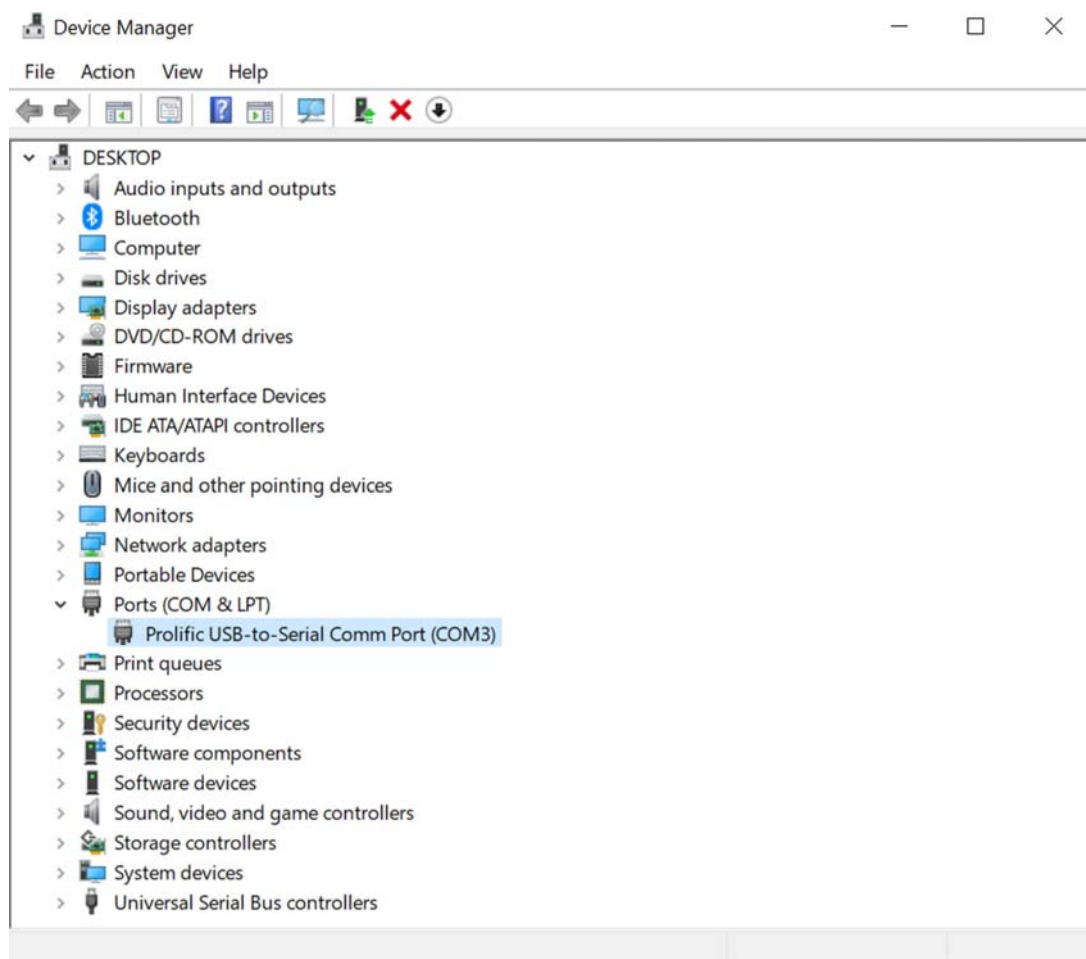 Device Manager
File Action View Help
DESKTOP
Audio inputs and outputs
Bluetooth
Computer
Disk drives
Display adapters
DVD/CD-ROM drives
Firmware
Human Interface Devices
IDE ATA/ATAPI controllers
Keyboards
Mice and other pointing devices
Monitors
Network adapters
Portable Devices
Ports (COM & LPT)
Prolific USB-to-Serial Comm Port (COM3)
Print queues
Processors
Security devices
Software components
Software devices
Sound, video and game controllers
Storage controllers
System devices
Universal Serial Bus controllers